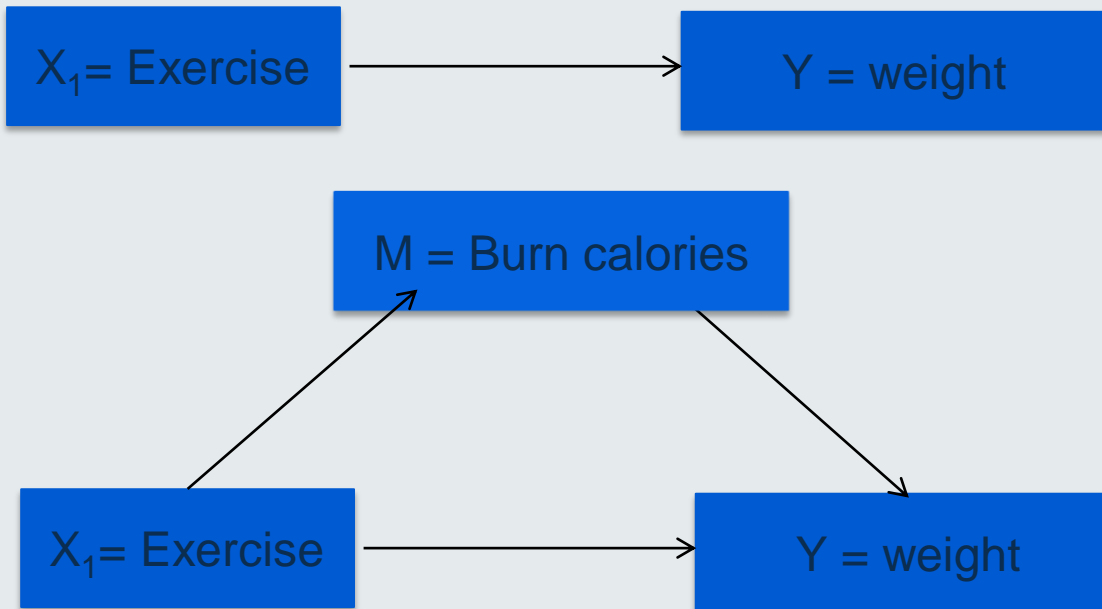 X₁= Exercise
Y = weight
M = Burn calories
X₁= Exercise
Y = weight